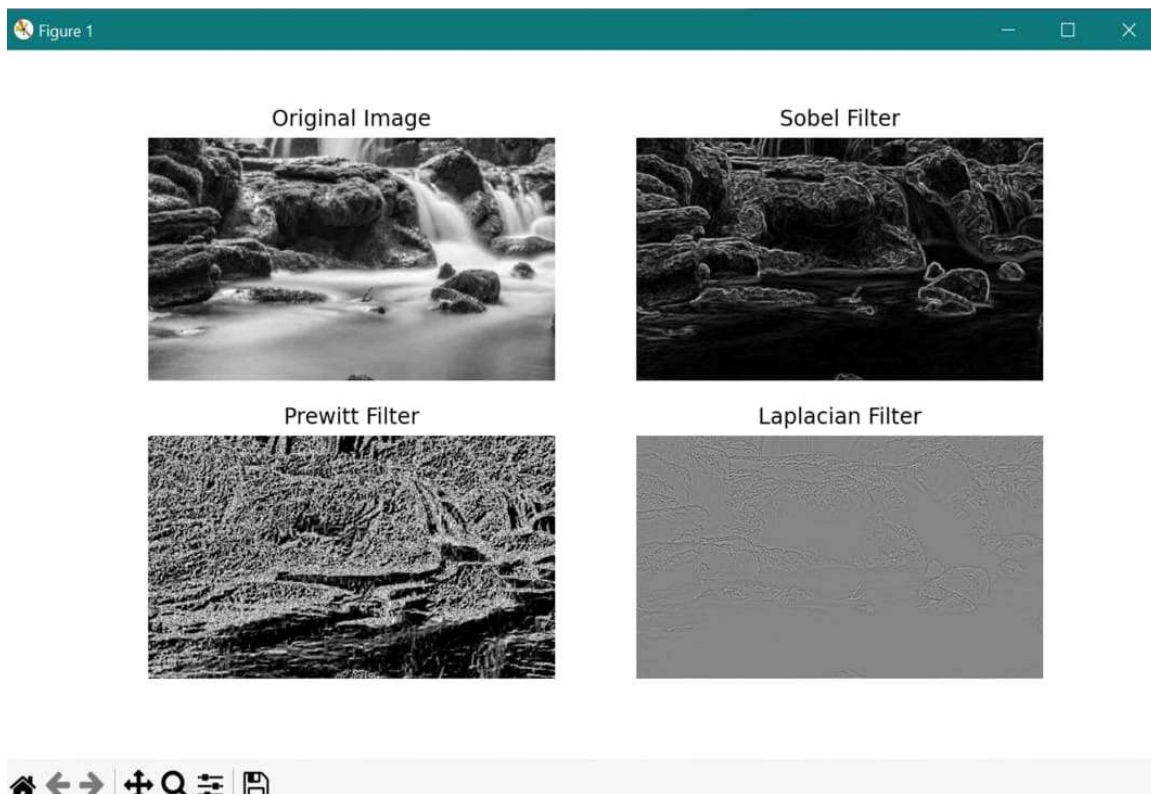 Figure 1
Original Image
Sobel Filter
Prewitt Filter
Laplacian Filter